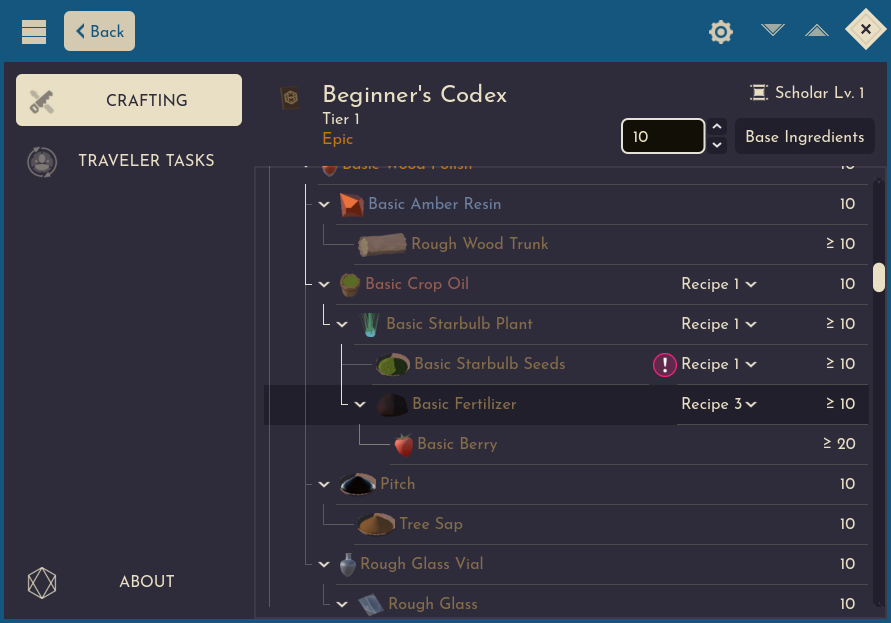 Back
CRAFTING
TRAVELER TASKS
ABOUT
Beginner's Codex
Tier 1
Epic
Scholar Lv. 1
10
Base Ingredients
Basic Wood Polish 10
Basic Amber Resin 10
Rough Wood Trunk ≥ 10
Basic Crop Oil Recipe 1 10
Basic Starbulb Plant Recipe 1 ≥ 10
Basic Starbulb Seeds ! Recipe 1 ≥ 10
Basic Fertilizer Recipe 3 ≥ 10
Basic Berry ≥ 20
Pitch 10
Tree Sap 10
Rough Glass Vial 10
Rough Glass 10